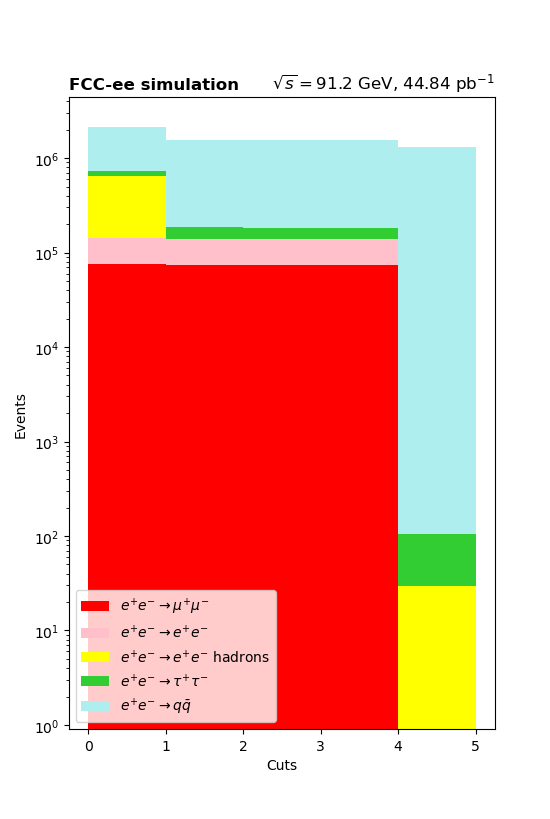 FCC-ee simulation √s = 91.2 GeV, 44.84 pb⁻¹
10⁶
10⁵
10⁴
10³
10²
10¹
10⁰
Events
e⁺e⁻ → μ⁺μ⁻
e⁺e⁻ → e⁺e⁻
e⁺e⁻ → e⁺e⁻ hadrons
e⁺e⁻ → τ⁺τ⁻
e⁺e⁻ → qq̄
0 1 2 3 4 5
Cuts